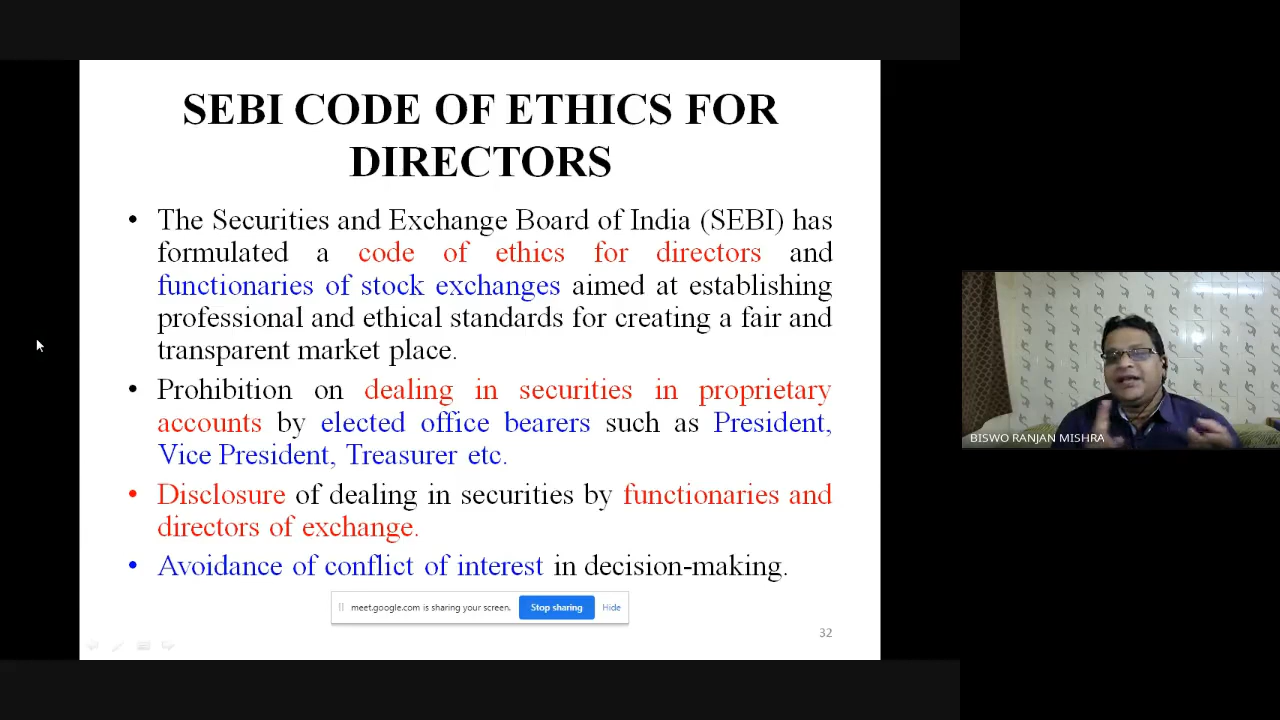 SEBI CODE OF ETHICS FOR
DIRECTORS
• The Securities and Exchange Board of India (SEBI) has
formulated a code of ethics for directors and
functionaries of stock exchanges aimed at establishing
professional and ethical standards for creating a fair and
transparent market place.
• Prohibition on dealing in securities in proprietary
accounts by elected office bearers such as President,
Vice President, Treasurer etc.
• Disclosure of dealing in securities by functionaries and
directors of exchange.
• Avoidance of conflict of interest in decision-making.
meet.google.com is sharing your screen. Stop sharing Hide
32
BISWO RANJAN MISHRA